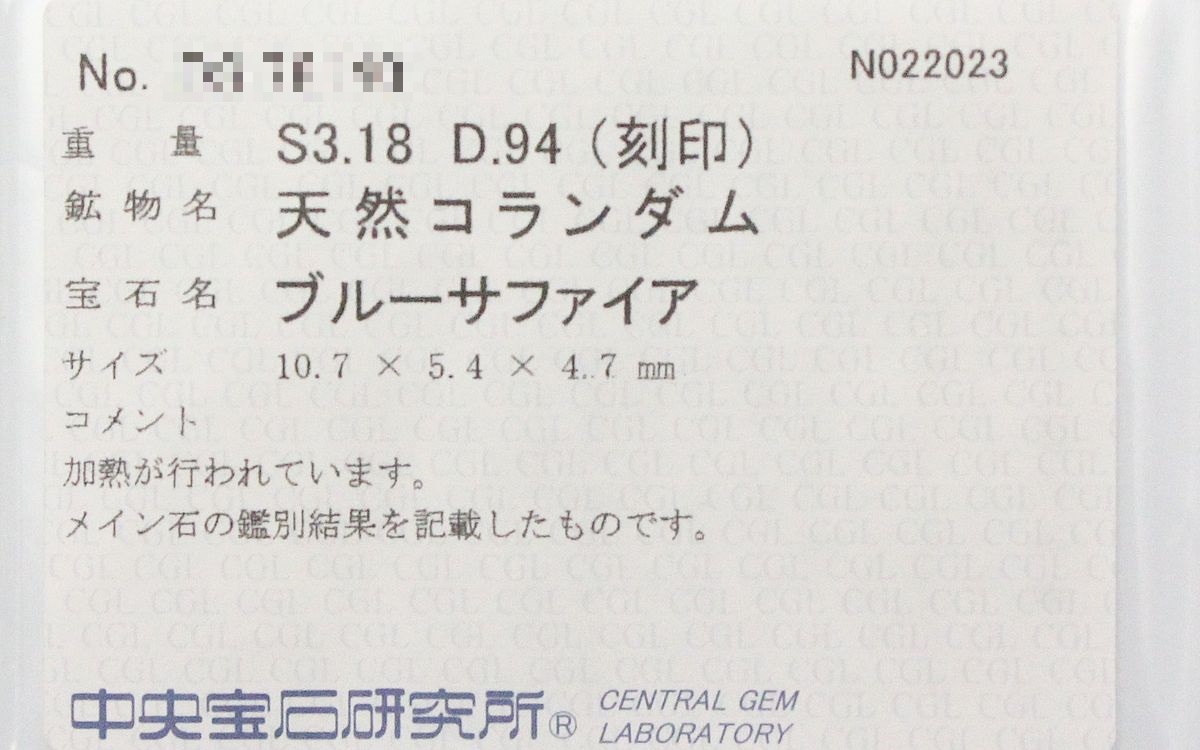 No.
N022023
重量 S3.18 D.94（刻印）
鉱物名 天然コランダム
宝石名 ブルーサファイア
サイズ 10.7 × 5.4 × 4.7 mm
コメント
加熱が行われています。
メイン石の鑑別結果を記載したものです。
中央宝石研究所® CENTRAL GEM
LABORATORY